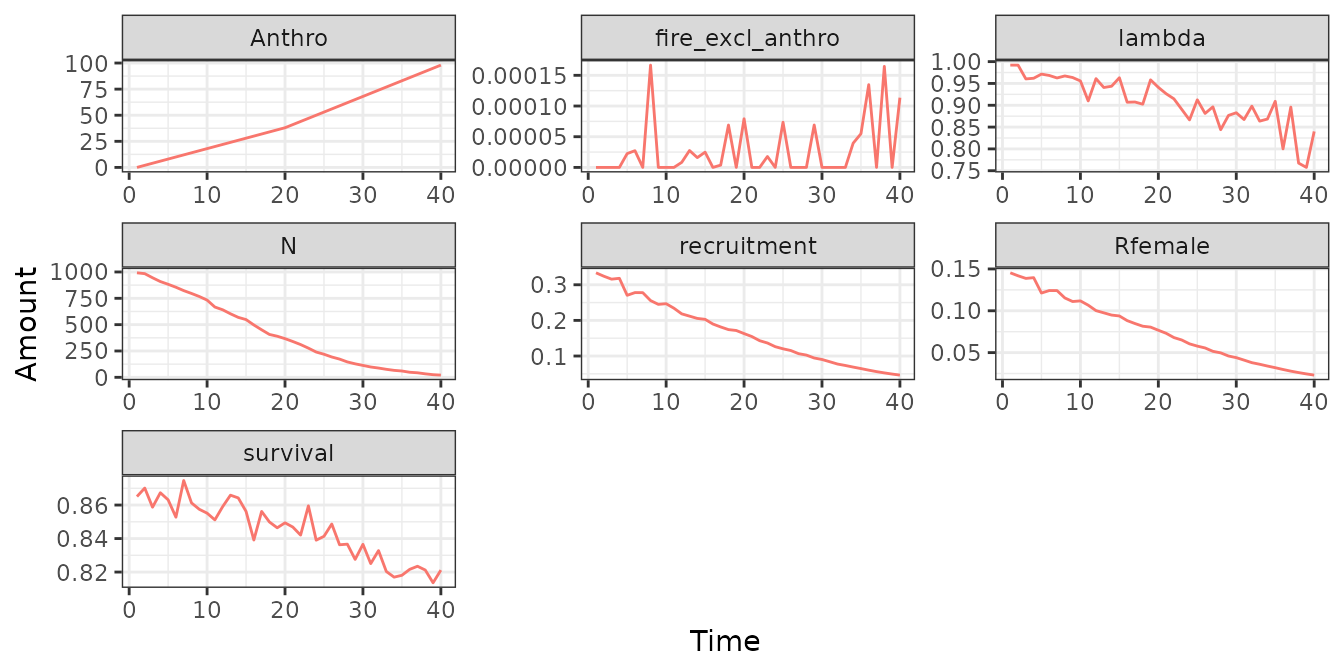 Anthro
fire_excl_anthro
lambda
100
75
50
25
0
0 10 20 30 40
0.00015
0.00010
0.00005
0.00000
0 10 20 30 40
1.00
0.95
0.90
0.85
0.80
0.75
0 10 20 30 40
N
recruitment
Rfemale
1000
750
500
250
0
0 10 20 30 40
0.3
0.2
0.1
0 10 20 30 40
0.15
0.10
0.05
0 10 20 30 40
Amount
survival
0.86
0.84
0.82
0 10 20 30 40
Time